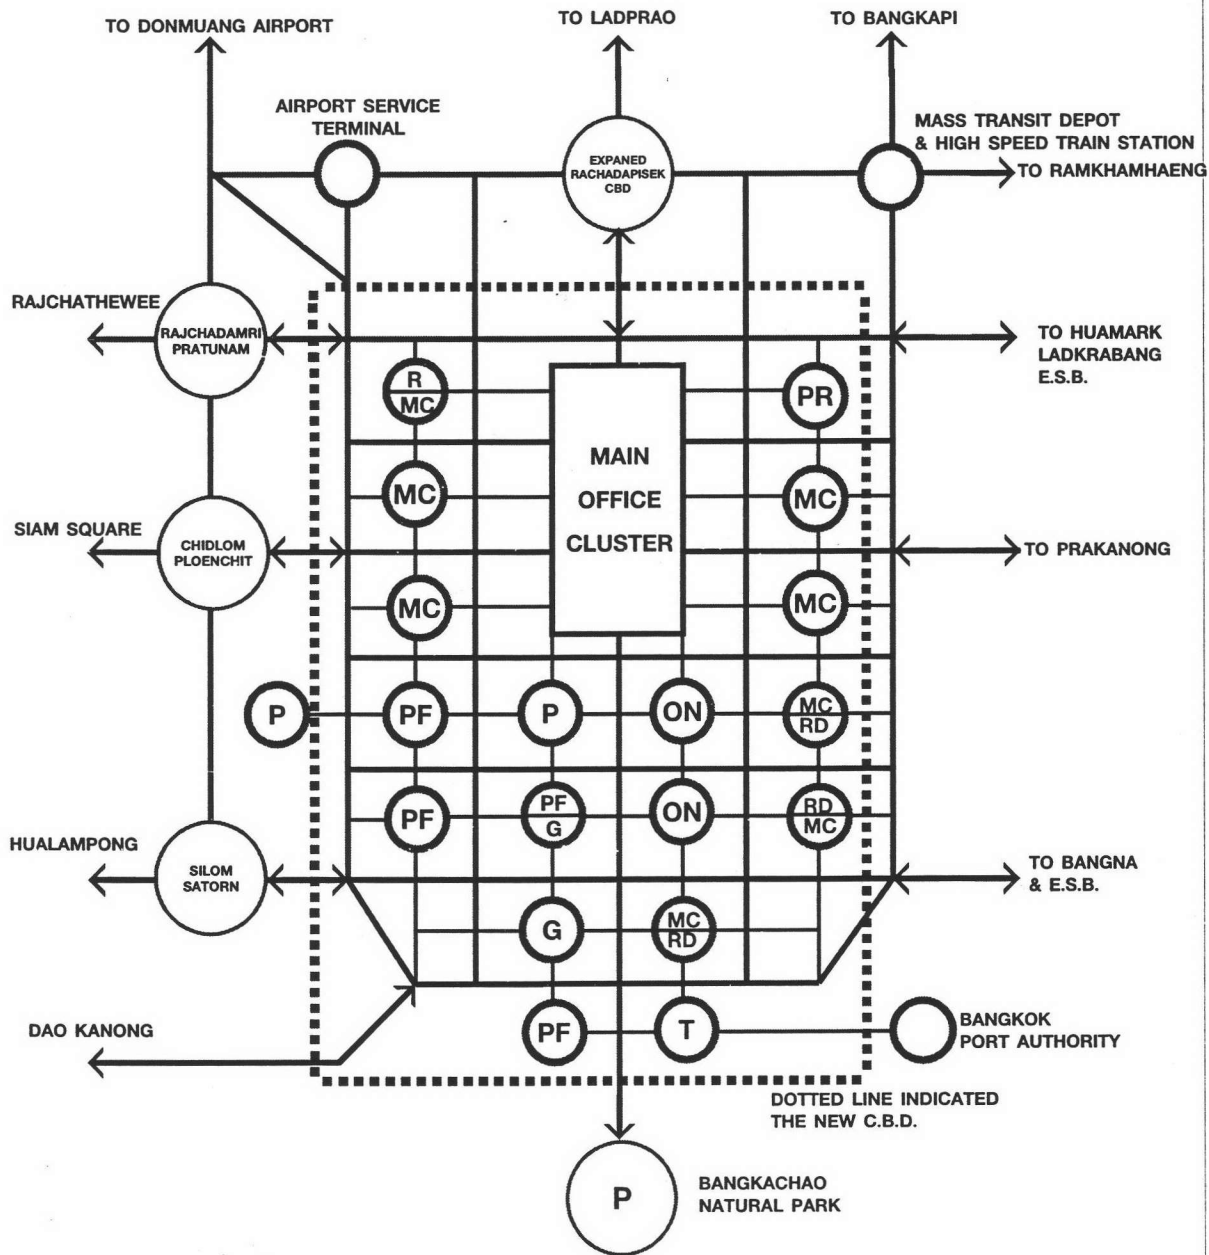 TO DONMUANG AIRPORT
TO LADPRAO
TO BANGKAPI
AIRPORT SERVICE
TERMINAL
EXPANED
RACHADAPISEK
CBD
MASS TRANSIT DEPOT
& HIGH SPEED TRAIN STATION
TO RAMKHAMHAENG
RAJCHATHEWEE
RAJCHADAMRI
PRATUNAM
TO HUAMARK
LADKRABANG
E.S.B.
R
MC
PR
MAIN
OFFICE
CLUSTER
MC
MC
SIAM SQUARE
CHIDLOM
PLOENCHIT
TO PRAKANONG
MC
MC
P
PF
P
ON
MC
RD
PF
PF
G
ON
RD
MC
HUALAMPONG
SILOM
SATORN
TO BANGNA
& E.S.B.
G
MC
RD
DAO KANONG
PF
T
BANGKOK
PORT AUTHORITY
DOTTED LINE INDICATED
THE NEW C.B.D.
P
BANGKACHAO
NATURAL PARK